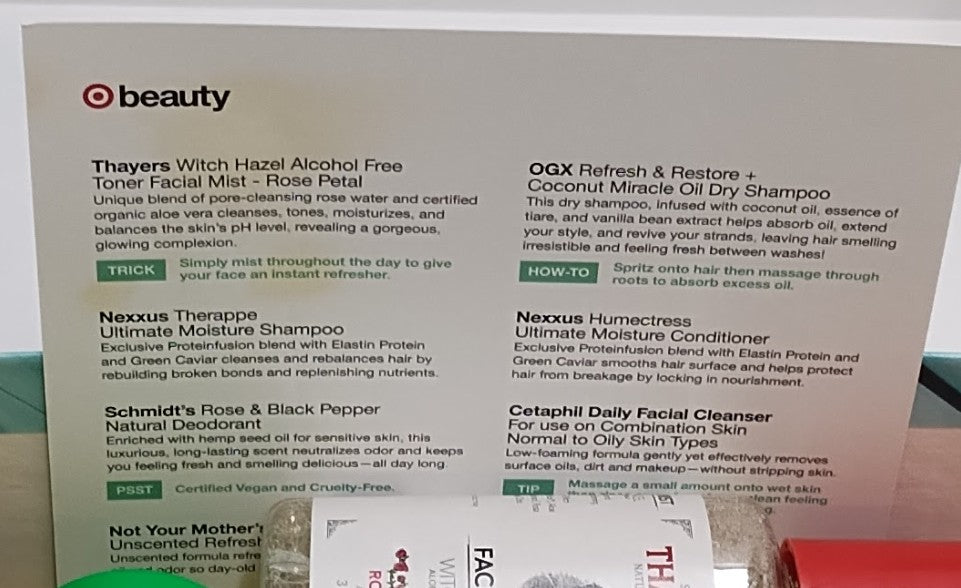 beauty
Thayers Witch Hazel Alcohol Free
Toner Facial Mist - Rose Petal
Unique blend of pore-cleansing rose water and certified
organic aloe vera cleanses, tones, moisturizes, and
balances the skin's pH level, revealing a gorgeous,
glowing complexion.
TRICK
Simply mist throughout the day to give
your face an instant refresher.
OGX Refresh & Restore +
Coconut Miracle Oil Dry Shampoo
This dry shampoo, infused with coconut oil, essence of
tiare, and vanilla bean extract helps absorb oil, extend
your style, and revive your strands, leaving hair smelling
irresistible and feeling fresh between washes!
HOW-TO
Spritz onto hair then massage through
roots to absorb excess oil.
Nexxus Therappe
Ultimate Moisture Shampoo
Exclusive Proteinfusion blend with Elastin Protein
and Green Caviar cleanses and rebalances hair by
rebuilding broken bonds and replenishing nutrients.
Nexxus Humectress
Ultimate Moisture Conditioner
Exclusive Proteinfusion blend with Elastin Protein and
Green Caviar smooths hair surface and helps protect
hair from breakage by locking in nourishment.
Schmidt's Rose & Black Pepper
Natural Deodorant
Enriched with hemp seed oil for sensitive skin, this
luxurious, long-lasting scent neutralizes odor and keeps
you feeling fresh and smelling delicious—all day long.
PSST
Certified Vegan and Cruelty-Free.
Cetaphil Daily Facial Cleanser
For use on Combination Skin
Normal to Oily Skin Types
Low-foaming formula gently yet effectively removes
surface oils, dirt and makeup—without stripping skin.
TIP
Massage a small amount onto wet skin
clean feeling
Not Your Mother's
Unscented Refresh
Unscented formula refre
odor so day-old
FAC
WIT
TH